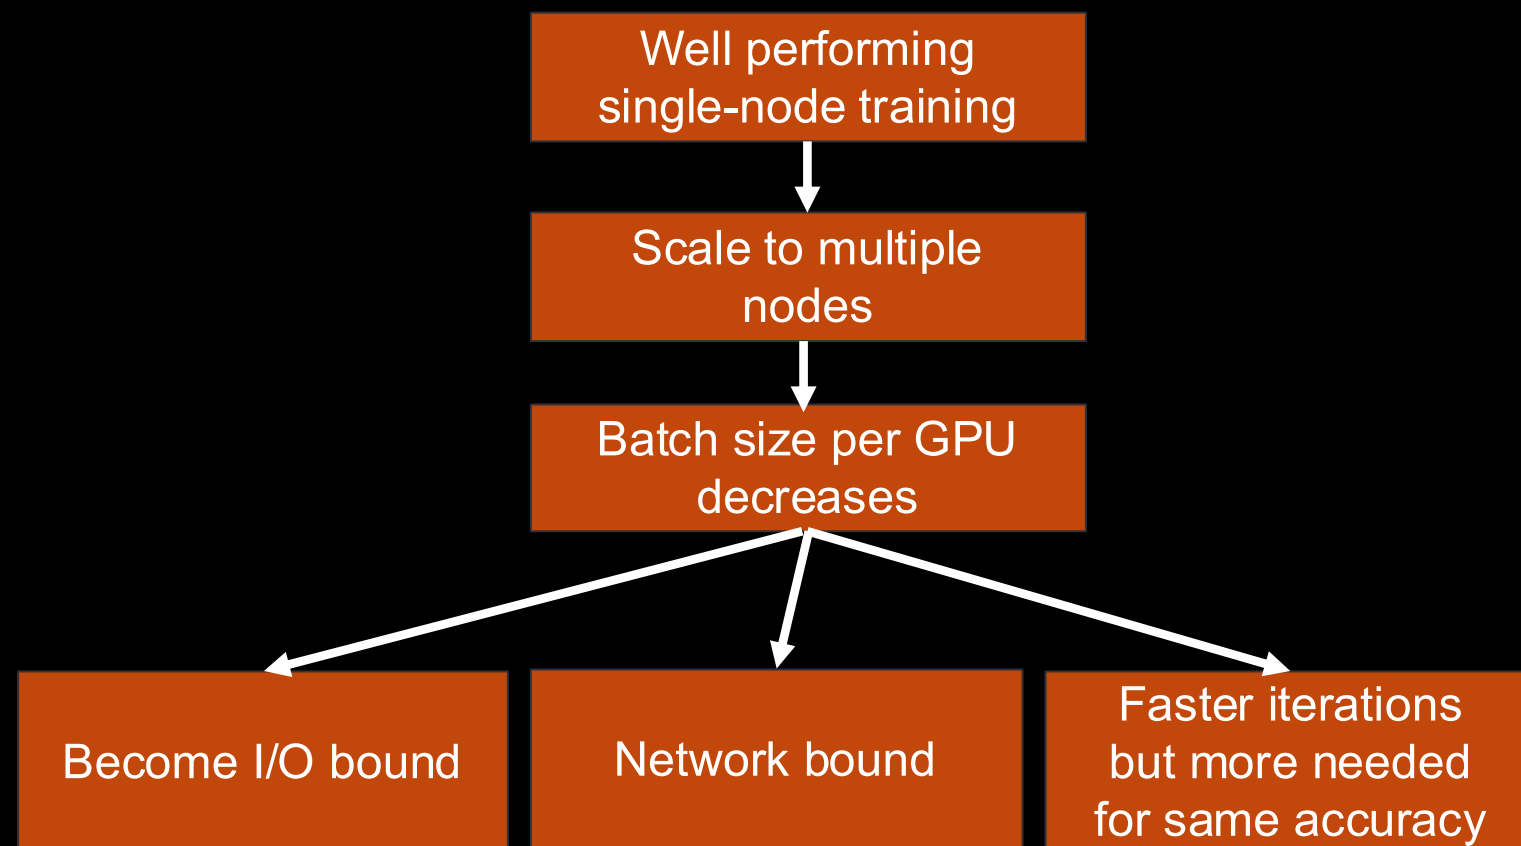 Well performing
single-node training
Scale to multiple
nodes
Batch size per GPU
decreases
Become I/O bound
Network bound
Faster iterations
but more needed
for same accuracy